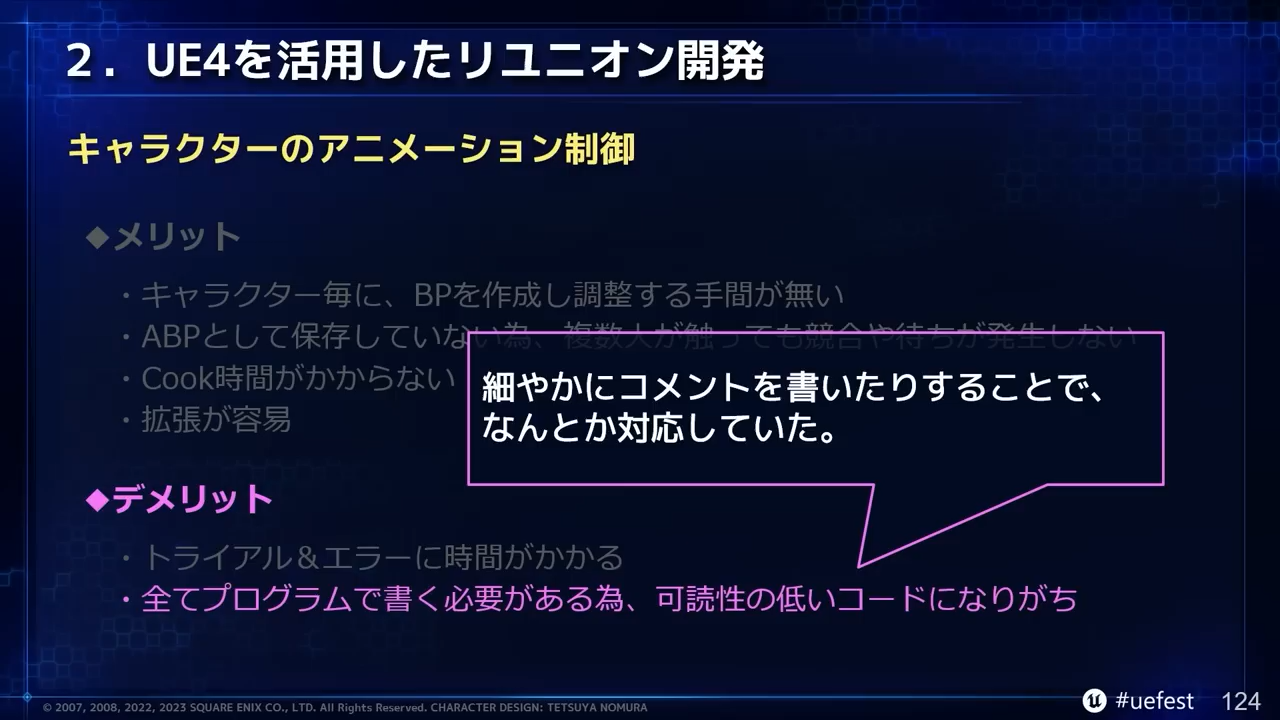 ２．UE4を活用したリユニオン開発
キャラクターのアニメーション制御
◆メリット
・キャラクター毎に、BPを作成し調整する手間が無い
・ABPとして保存していない為、複数人が触っても競合や待ちが発生しない
・Cook時間がかからない
・拡張が容易
細やかにコメントを書いたりすることで、
なんとか対応していた。
◆デメリット
・トライアル＆エラーに時間がかかる
・全てプログラムで書く必要がある為、可読性の低いコードになりがち
© 2007, 2008, 2022, 2023 SQUARE ENIX CO., LTD. All Rights Reserved. CHARACTER DESIGN: TETSUYA NOMURA
#uefest 124